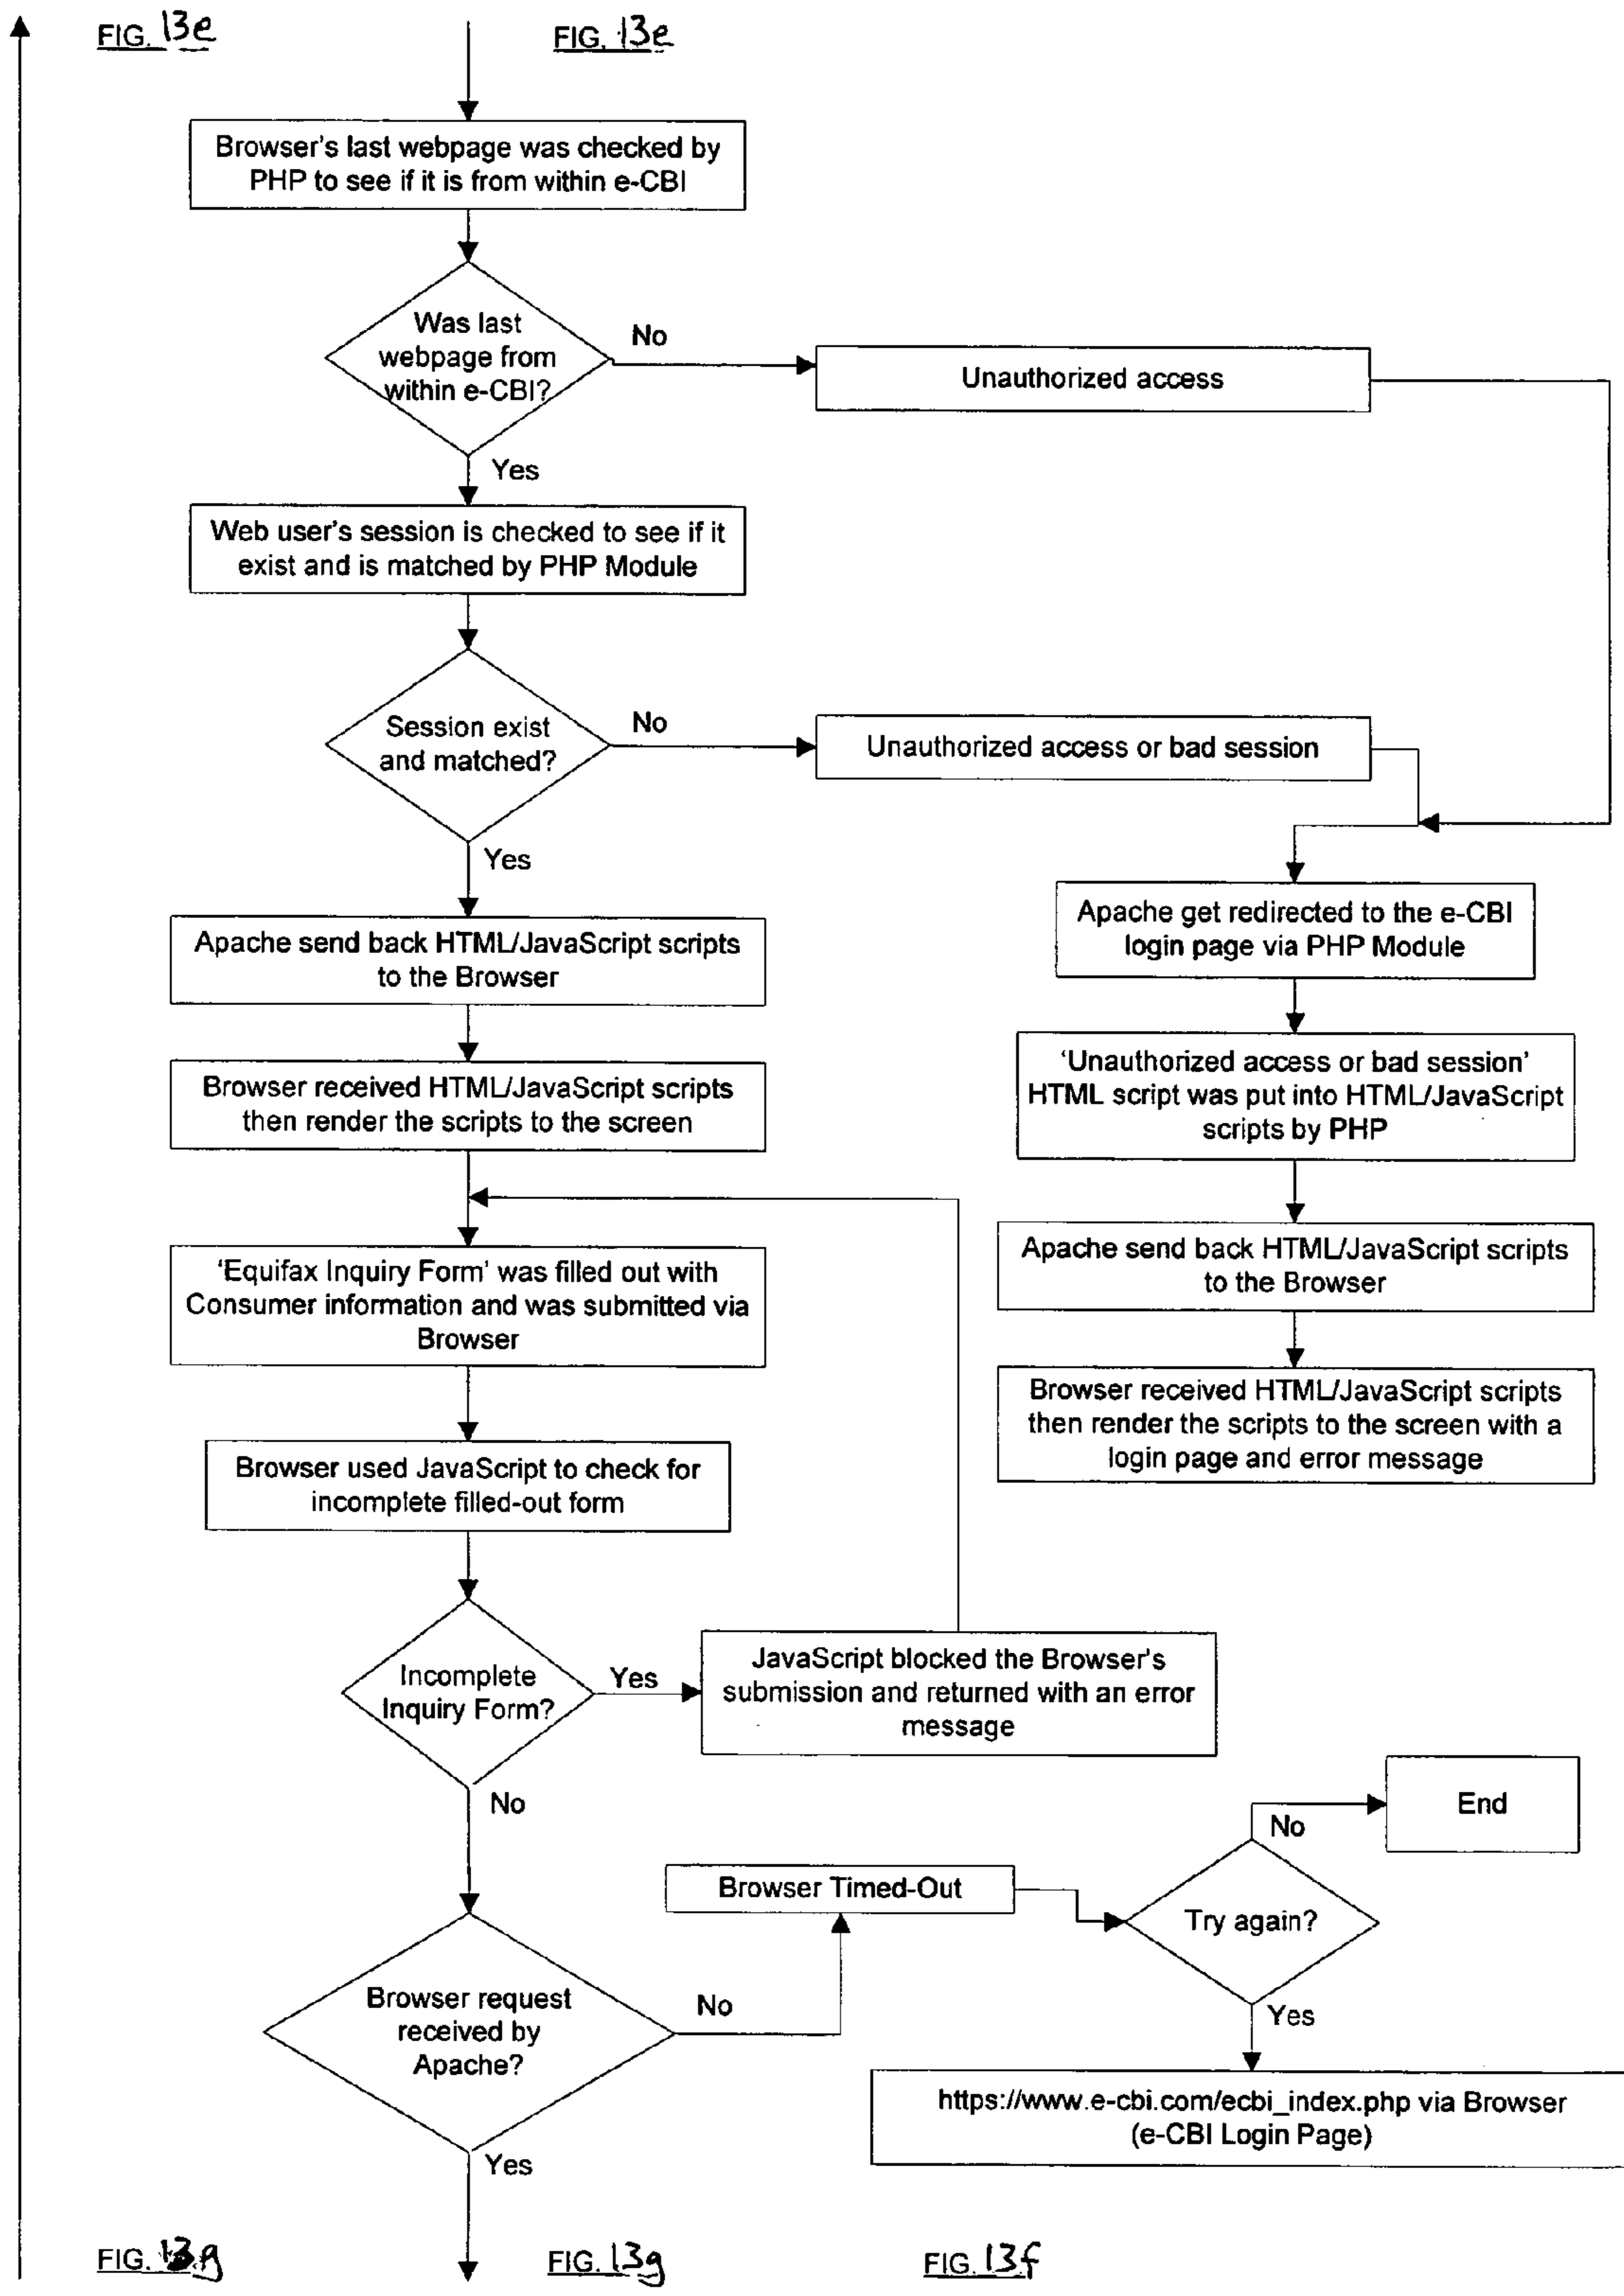 FIG. 13e
FIG. 13e
Browser's last webpage was checked by
PHP to see if it is from within e-CBI
Was last
webpage from
within e-CBI?
No
Unauthorized access
Yes
Web user's session is checked to see if it
exist and is matched by PHP Module
Session exist
and matched?
No
Unauthorized access or bad session
Yes
Apache send back HTML/JavaScript scripts
to the Browser
Apache get redirected to the e-CBI
login page via PHP Module
Browser received HTML/JavaScript scripts
then render the scripts to the screen
'Unauthorized access or bad session'
HTML script was put into HTML/JavaScript
scripts by PHP
'Equifax Inquiry Form' was filled out with
Consumer information and was submitted via
Browser
Apache send back HTML/JavaScript scripts
to the Browser
Browser received HTML/JavaScript scripts
then render the scripts to the screen with a
login page and error message
Browser used JavaScript to check for
incomplete filled-out form
Incomplete
Inquiry Form?
Yes
JavaScript blocked the Browser's
submission and returned with an error
message
No
End
No
Browser Timed-Out
Try again?
Browser request
received by
Apache?
No
Yes
https://www.e-cbi.com/ecbi_index.php via Browser
(e-CBI Login Page)
Yes
FIG. 13g
FIG. 13g
FIG. 13f